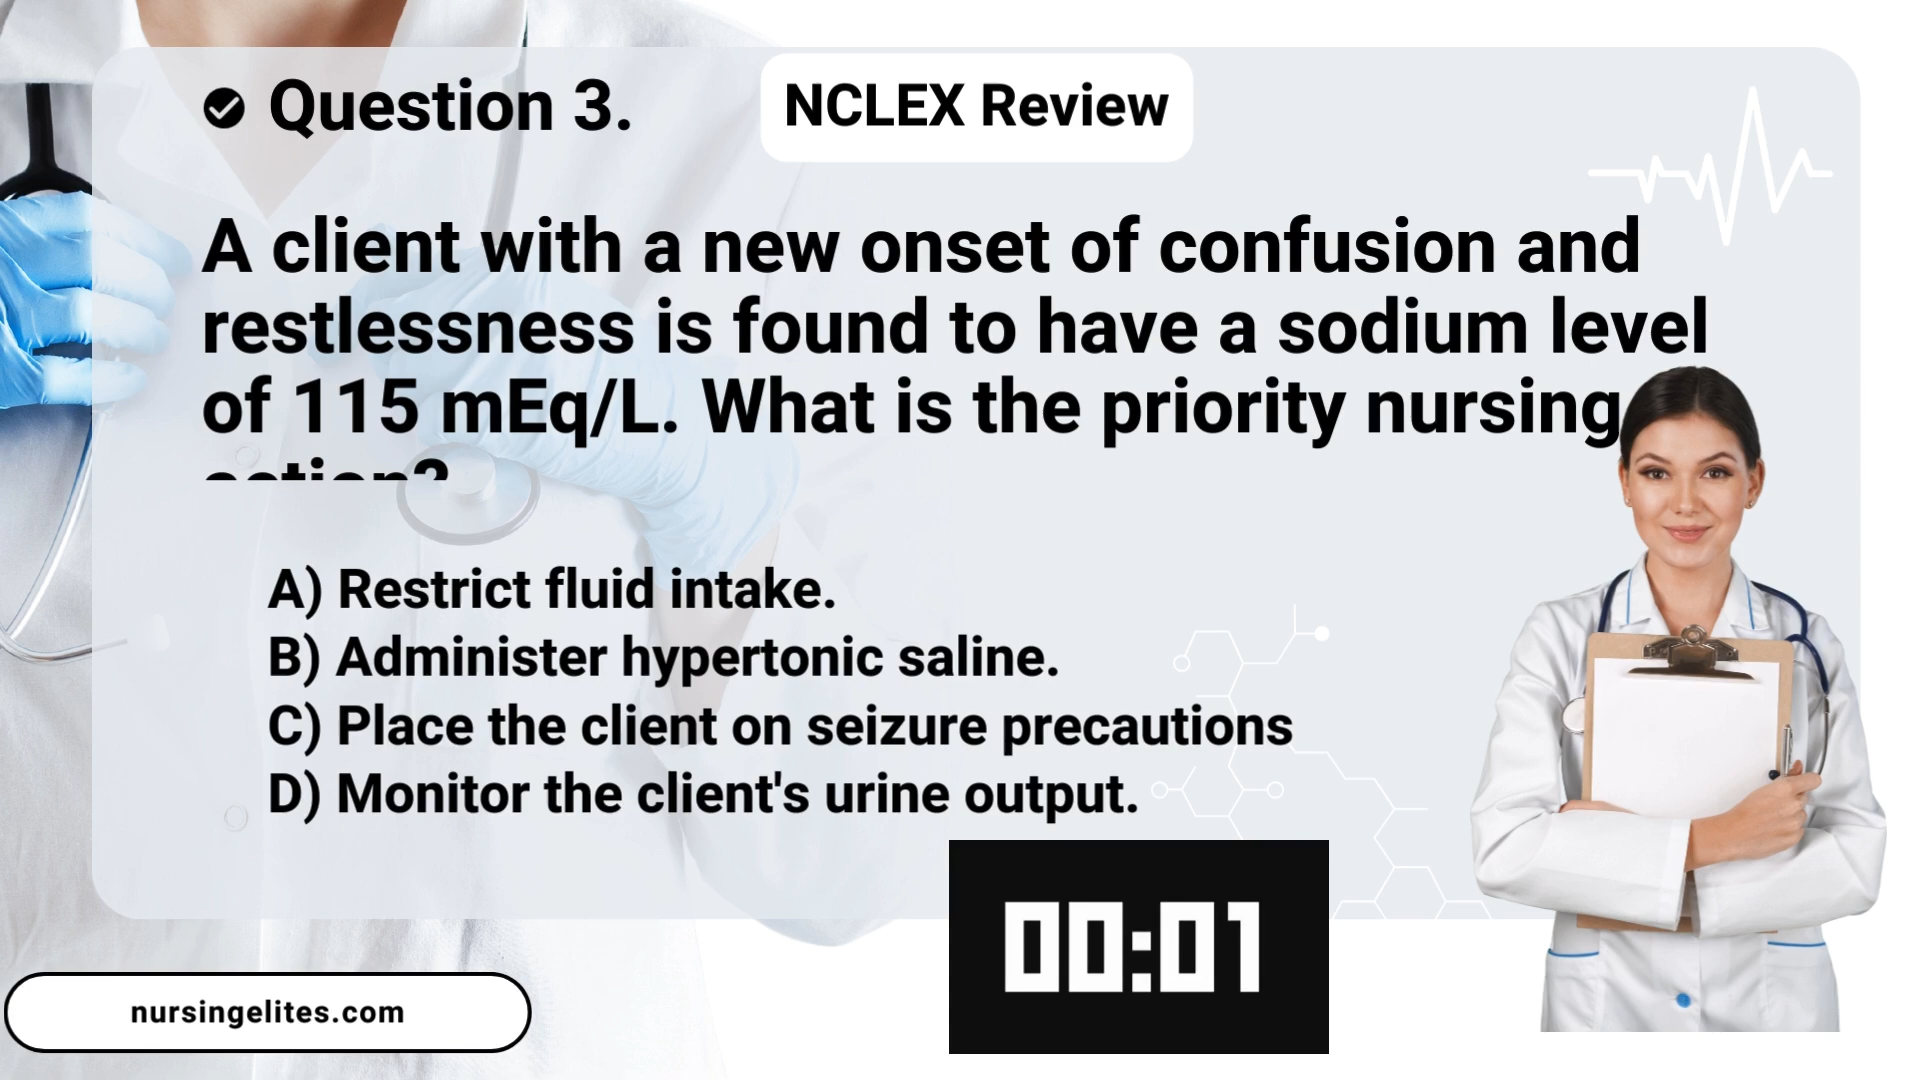 Question 3.
NCLEX Review
A client with a new onset of confusion and
restlessness is found to have a sodium level
of 115 mEq/L. What is the priority nursing
action?
A) Restrict fluid intake.
B) Administer hypertonic saline.
C) Place the client on seizure precautions
D) Monitor the client's urine output.
00:01
nursingelites.com